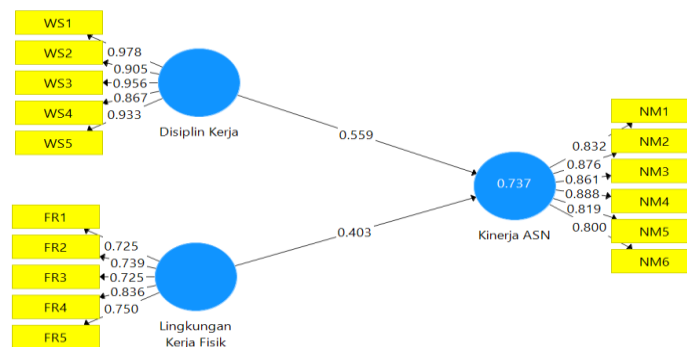 WS1
WS2
WS3
WS4
WS5
0.978
0.905
0.956
0.867
0.933
Disiplin Kerja
0.559
FR1
FR2
FR3
FR4
FR5
0.725
0.739
0.725
0.836
0.750
Lingkungan
Kerja Fisik
0.403
0.737
Kinerja ASN
0.832
0.876
0.861
0.888
0.819
0.800
NM1
NM2
NM3
NM4
NM5
NM6